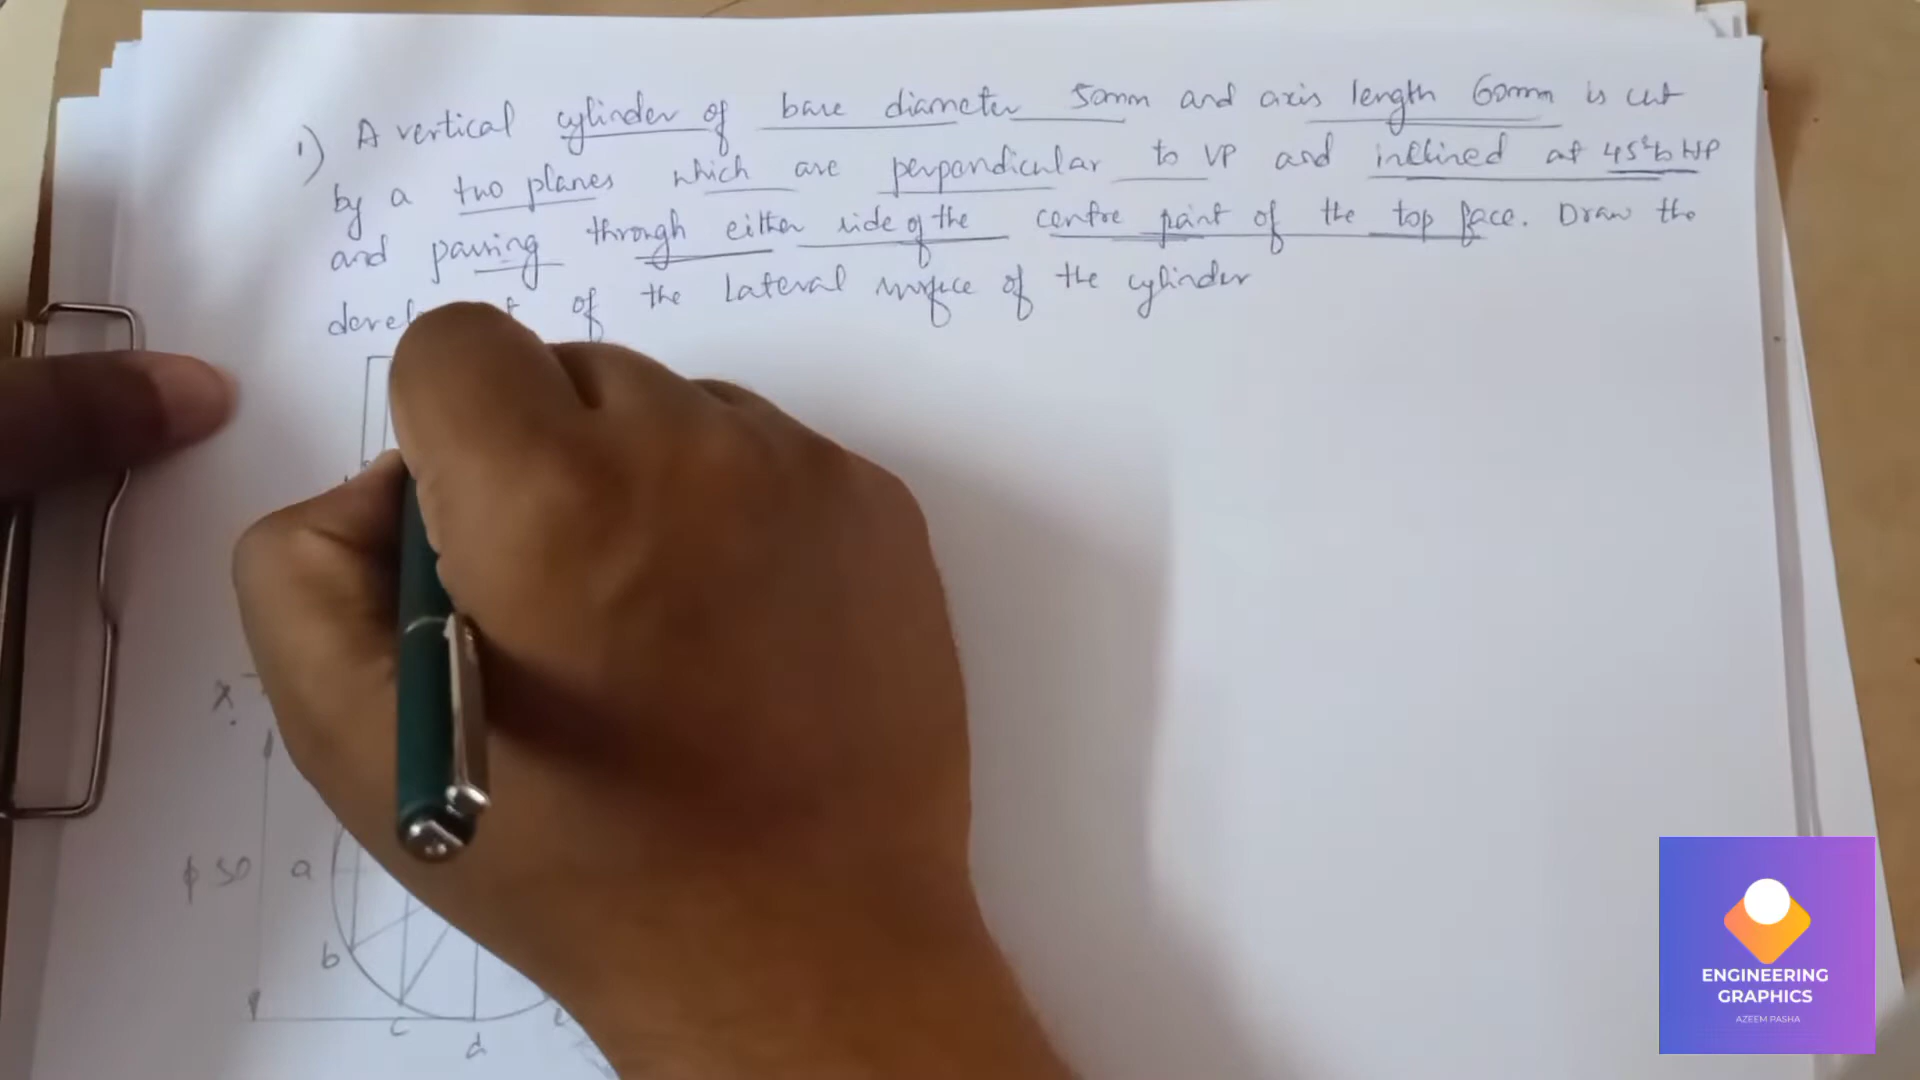 1) A vertical cylinder of base diameter 50mm and axis length 60mm is cut
by a two planes which are perpendicular to VP and inclined at 45° to HP
and passing through either side of the centre point of the top face. Draw the
of the lateral surface of the cylinder
X
ϕ 50 a
b
c
d
e
ENGINEERING
GRAPHICS
AZEEM PASHA